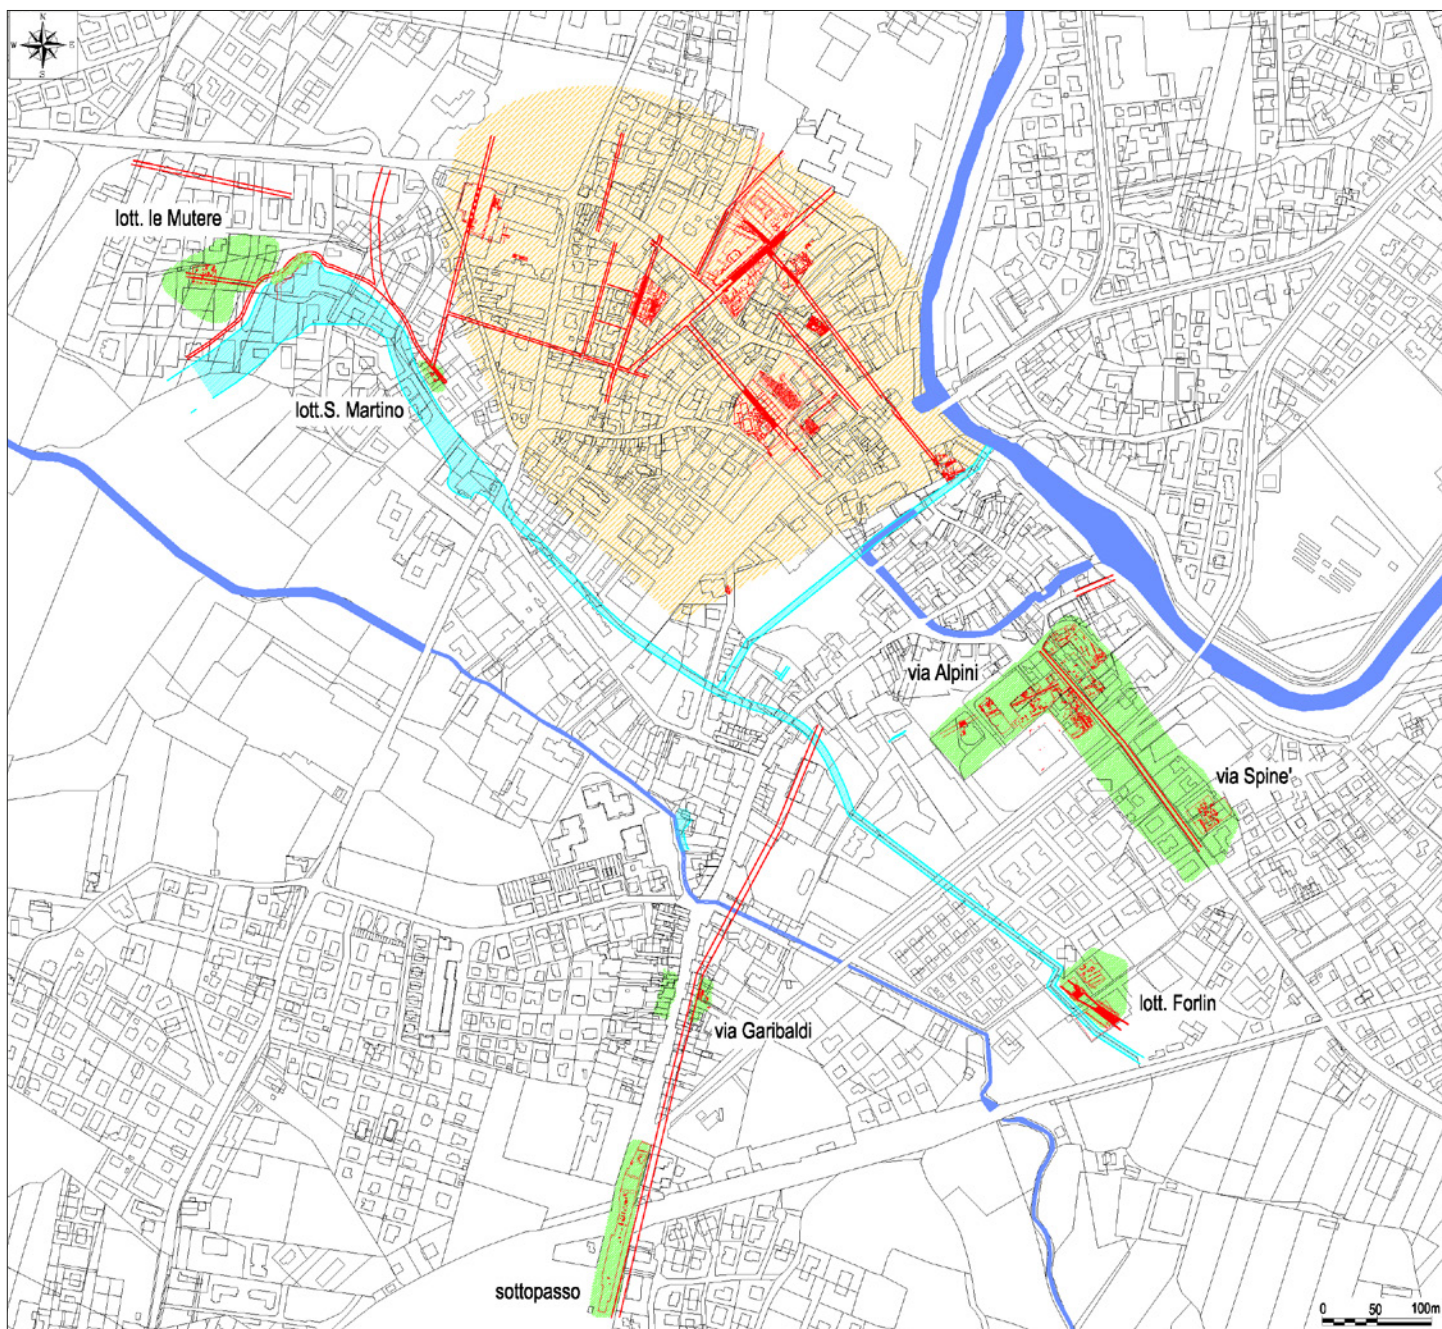 N
W E
S
lott. le Mutere
lott.S. Martino
via Alpini
via Spine'
lott. Forlin
via Garibaldi
sottopasso
0 50 100m